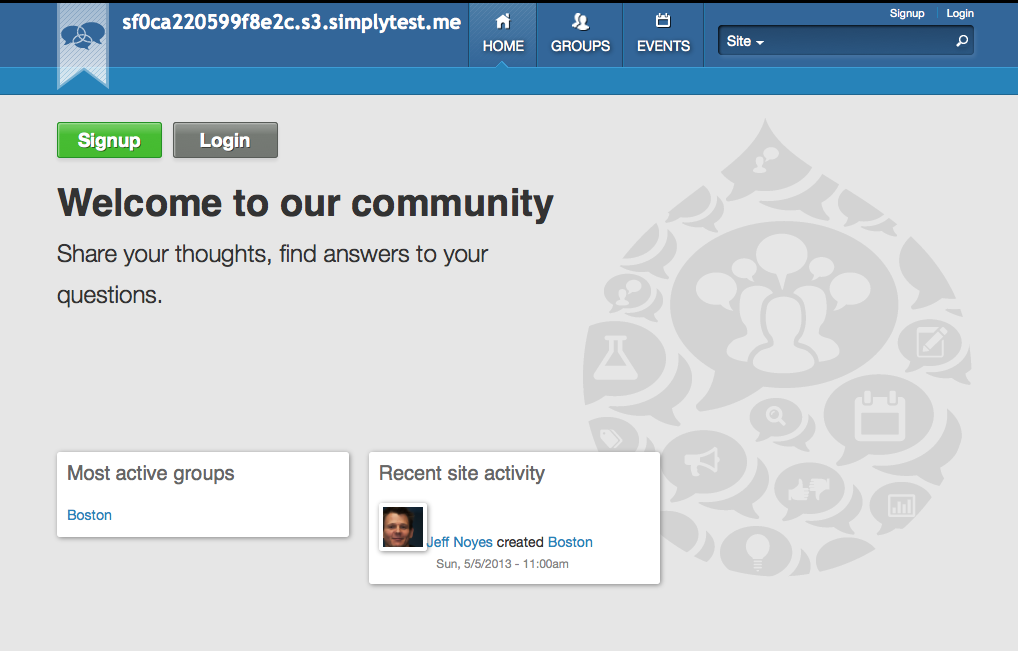 sf0ca220599f8e2c.s3.simplytest.me
HOME
GROUPS
EVENTS
Signup
Login
Site
Signup
Login
Welcome to our community
Share your thoughts, find answers to your
questions.
Most active groups
Boston
Recent site activity
Jeff Noyes created Boston
Sun, 5/5/2013 - 11:00am